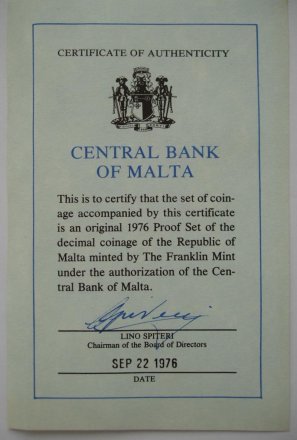 CERTIFICATE OF AUTHENTICITY
CENTRAL BANK
OF MALTA
This is to certify that the set of coin-
age accompanied by this certificate
is an original 1976 Proof Set of the
decimal coinage of the Republic of
Malta minted by The Franklin Mint
under the authorization of the Cen-
tral Bank of Malta.
LINO SPITERI
Chairman of the Board of Directors
SEP 22 1976
DATE